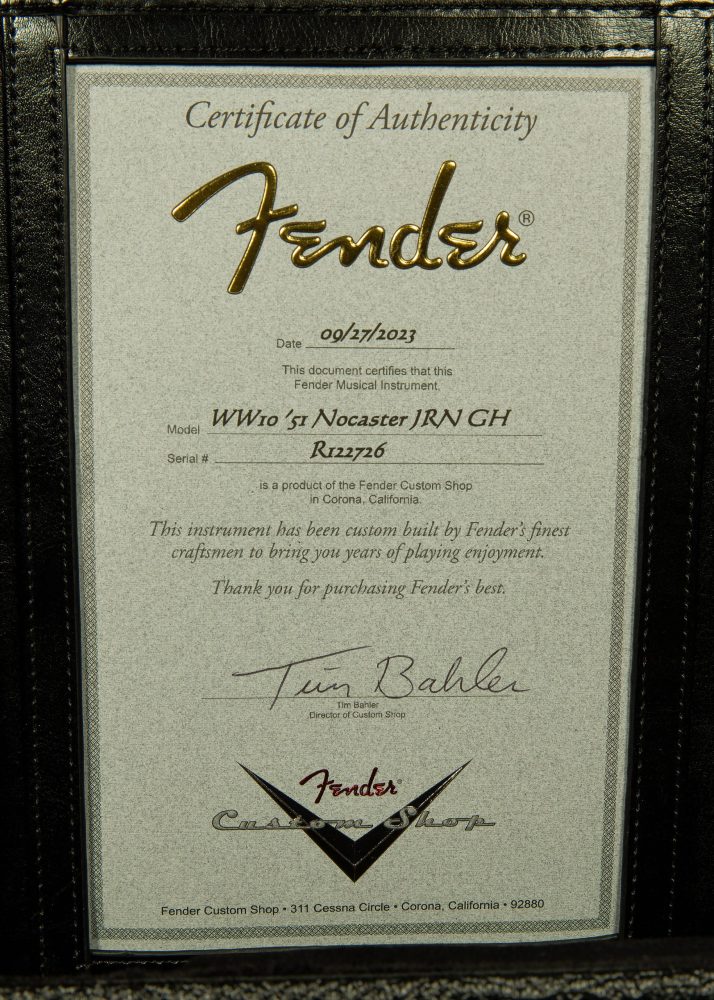 Certificate of Authenticity
Fender®
Date 09/27/2023
This document certifies that this
Fender Musical Instrument,
Model WW10 '51 Nocaster JRN GH
Serial # R122726
is a product of the Fender Custom Shop
in Corona, California.
This instrument has been custom built by Fender's finest
craftsmen to bring you years of playing enjoyment.
Thank you for purchasing Fender's best.
Tim Bahler
Tim Bahler
Director of Custom Shop
Fender®
Custom Shop
Fender Custom Shop • 311 Cessna Circle • Corona, California • 92880